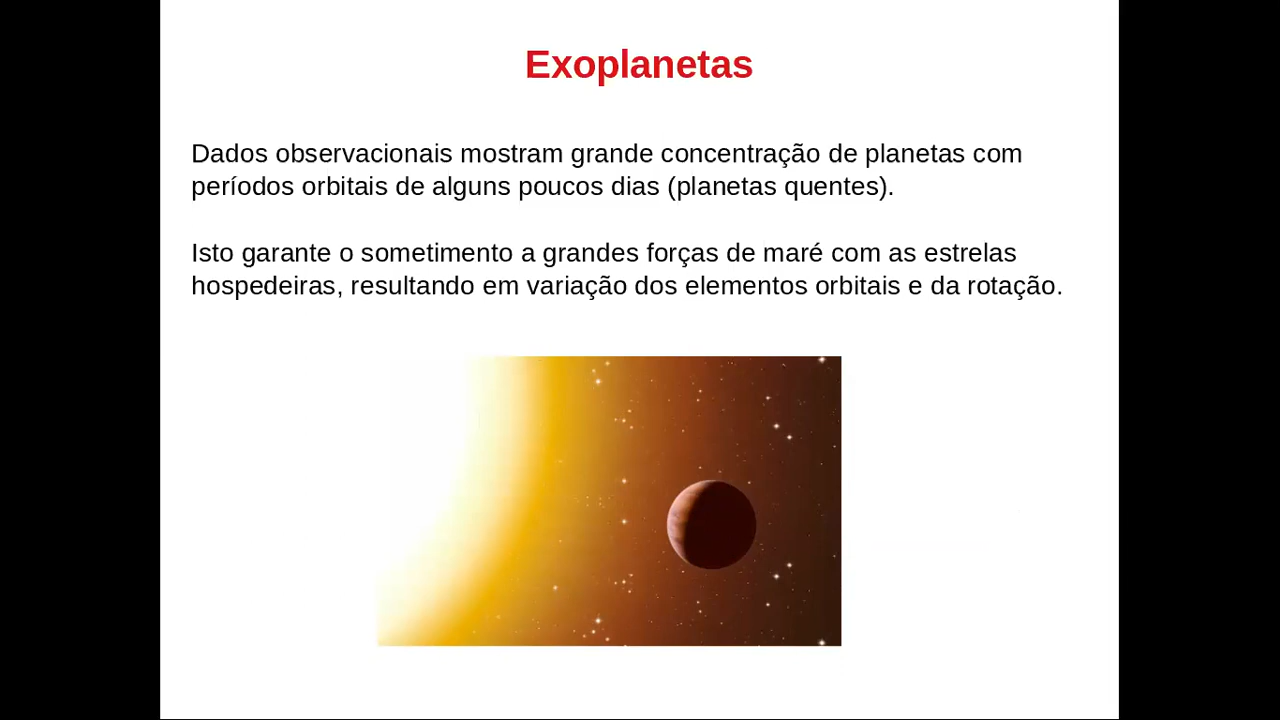 Exoplanetas
Dados observacionais mostram grande concentração de planetas com
períodos orbitais de alguns poucos dias (planetas quentes).
Isto garante o sometimento a grandes forças de maré com as estrelas
hospedeiras, resultando em variação dos elementos orbitais e da rotação.